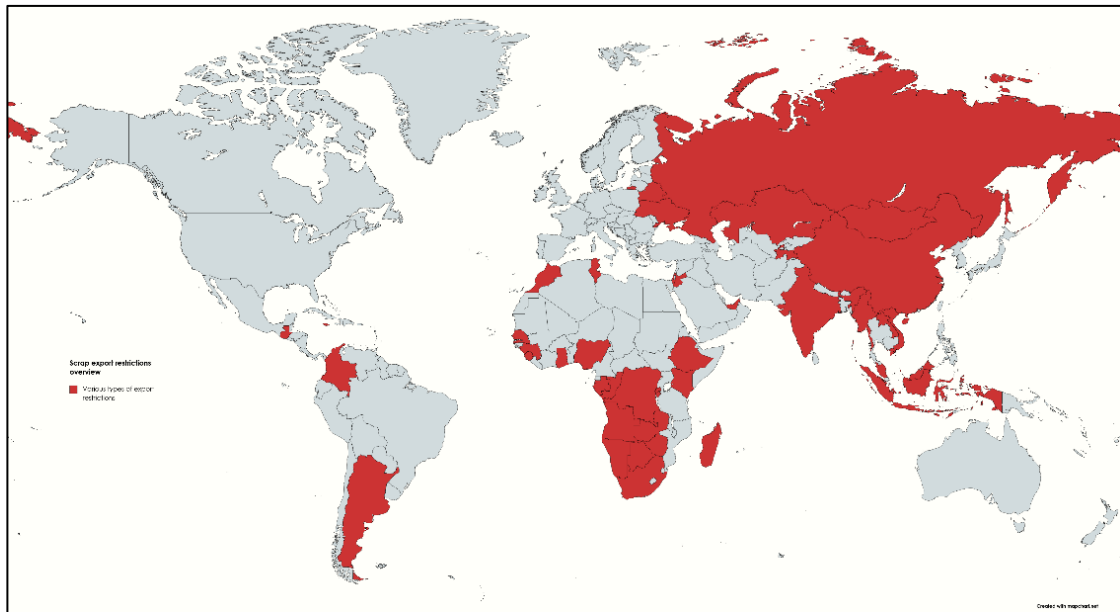 Scrap export restrictions
overview
Various types of export
restrictions
Created with mapchart.net